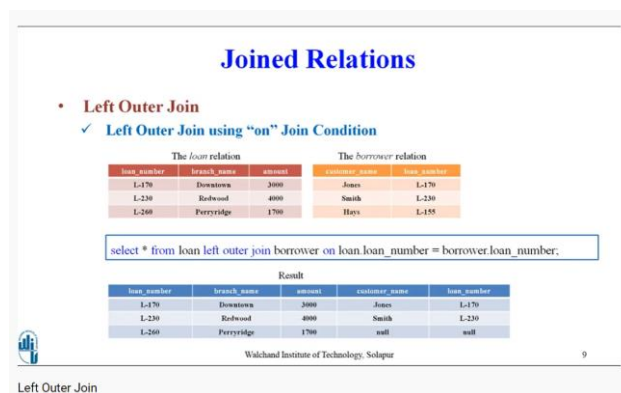 Joined Relations
• Left Outer Join
✓ Left Outer Join using “on” Join Condition
The loan relation The borrower relation
loan_number branch_name amount customer_name loan_number
L-170 Downtown 3000 Jones L-170
L-230 Redwood 4000 Smith L-230
L-260 Perryridge 1700 Hays L-155
select * from loan left outer join borrower on loan.loan_number = borrower.loan_number;
Result
loan_number branch_name amount customer_name loan_number
L-170 Downtown 3000 Jones L-170
L-230 Redwood 4000 Smith L-230
L-260 Perryridge 1700 null null
Walchand Institute of Technology, Solapur 9
Left Outer Join